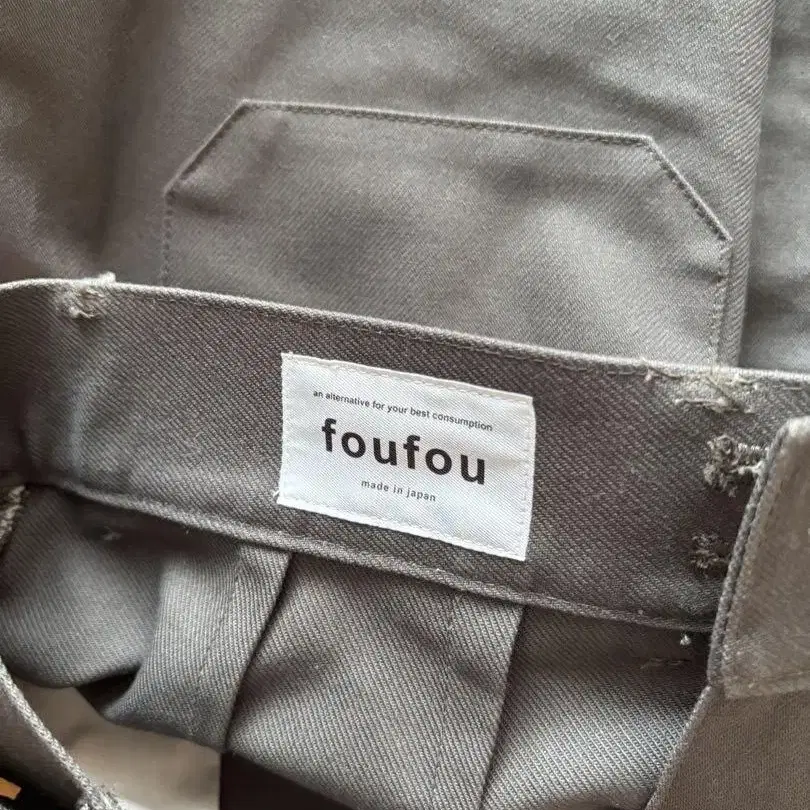 an alternative for your best consumption
foufou
made in japan